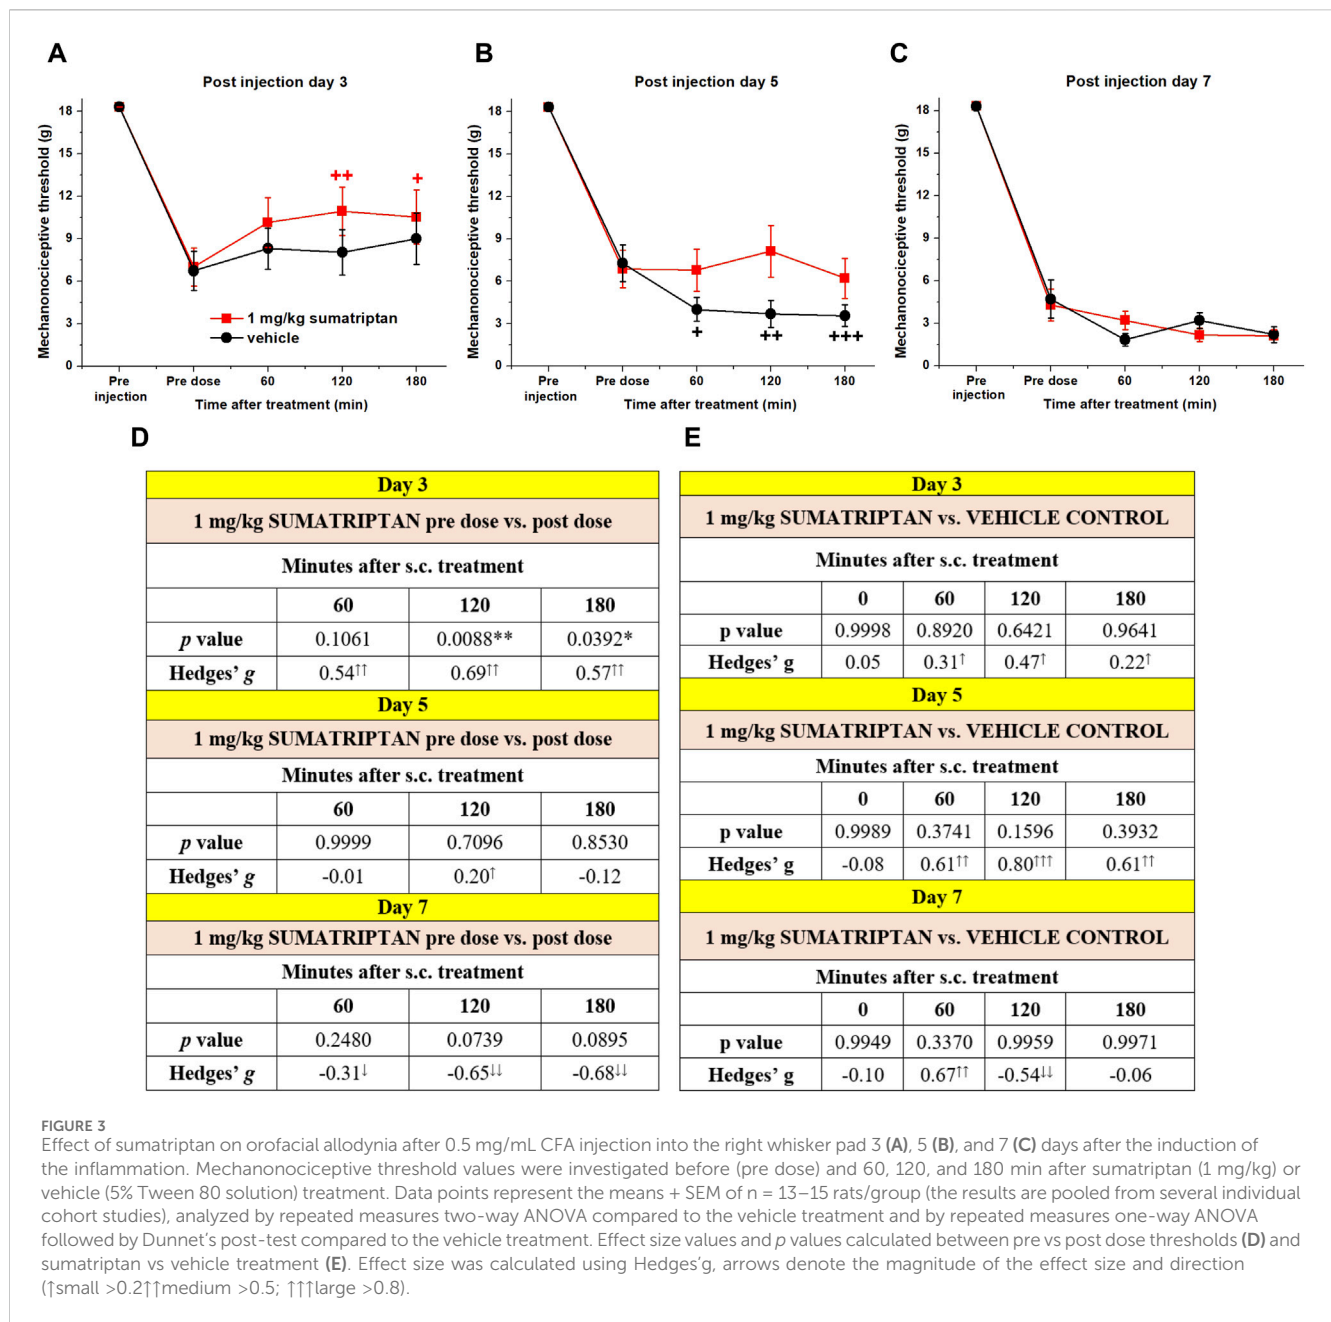 A
Post injection day 3
Mechanonociceptive threshold (g)
18
15
12
9
6
3
0
++
+
1 mg/kg sumatriptan
vehicle
Pre injection
Pre dose
60
120
180
Time after treatment (min)
B
Post injection day 5
Mechanonociceptive threshold (g)
18
15
12
9
6
3
0
+
++
+++
Pre injection
Pre dose
60
120
180
Time after treatment (min)
C
Post injection day 7
Mechanonociceptive threshold (g)
18
15
12
9
6
3
0
Pre injection
Pre dose
60
120
180
Time after treatment (min)
D
Day 3
1 mg/kg SUMATRIPTAN pre dose vs. post dose
Minutes after s.c. treatment
60 120 180
p value 0.1061 0.0088** 0.0392*
Hedges' g 0.54↑↑ 0.69↑↑ 0.57↑↑
Day 5
1 mg/kg SUMATRIPTAN pre dose vs. post dose
Minutes after s.c. treatment
60 120 180
p value 0.9999 0.7096 0.8530
Hedges' g -0.01 0.20↑ -0.12
Day 7
1 mg/kg SUMATRIPTAN pre dose vs. post dose
Minutes after s.c. treatment
60 120 180
p value 0.2480 0.0739 0.0895
Hedges' g -0.31↓ -0.65↓↓ -0.68↓↓
E
Day 3
1 mg/kg SUMATRIPTAN vs. VEHICLE CONTROL
Minutes after s.c. treatment
0 60 120 180
p value 0.9998 0.8920 0.6421 0.9641
Hedges' g 0.05 0.31↑ 0.47↑ 0.22↑
Day 5
1 mg/kg SUMATRIPTAN vs. VEHICLE CONTROL
Minutes after s.c. treatment
0 60 120 180
p value 0.9989 0.3741 0.1596 0.3932
Hedges' g -0.08 0.61↑↑ 0.80↑↑↑ 0.61↑↑
Day 7
1 mg/kg SUMATRIPTAN vs. VEHICLE CONTROL
Minutes after s.c. treatment
0 60 120 180
p value 0.9949 0.3370 0.9959 0.9971
Hedges' g -0.10 0.67↑↑ -0.54↓↓ -0.06
FIGURE 3
Effect of sumatriptan on orofacial allodynia after 0.5 mg/mL CFA injection into the right whisker pad 3 (A), 5 (B), and 7 (C) days after the induction of
the inflammation. Mechanonociceptive threshold values were investigated before (pre dose) and 60, 120, and 180 min after sumatriptan (1 mg/kg) or
vehicle (5% Tween 80 solution) treatment. Data points represent the means + SEM of n = 13–15 rats/group (the results are pooled from several individual
cohort studies), analyzed by repeated measures two-way ANOVA compared to the vehicle treatment and by repeated measures one-way ANOVA
followed by Dunnet's post-test compared to the vehicle treatment. Effect size values and p values calculated between pre vs post dose thresholds (D) and
sumatriptan vs vehicle treatment (E). Effect size was calculated using Hedges'g, arrows denote the magnitude of the effect size and direction
(↑small >0.2↑↑medium >0.5; ↑↑↑large >0.8).